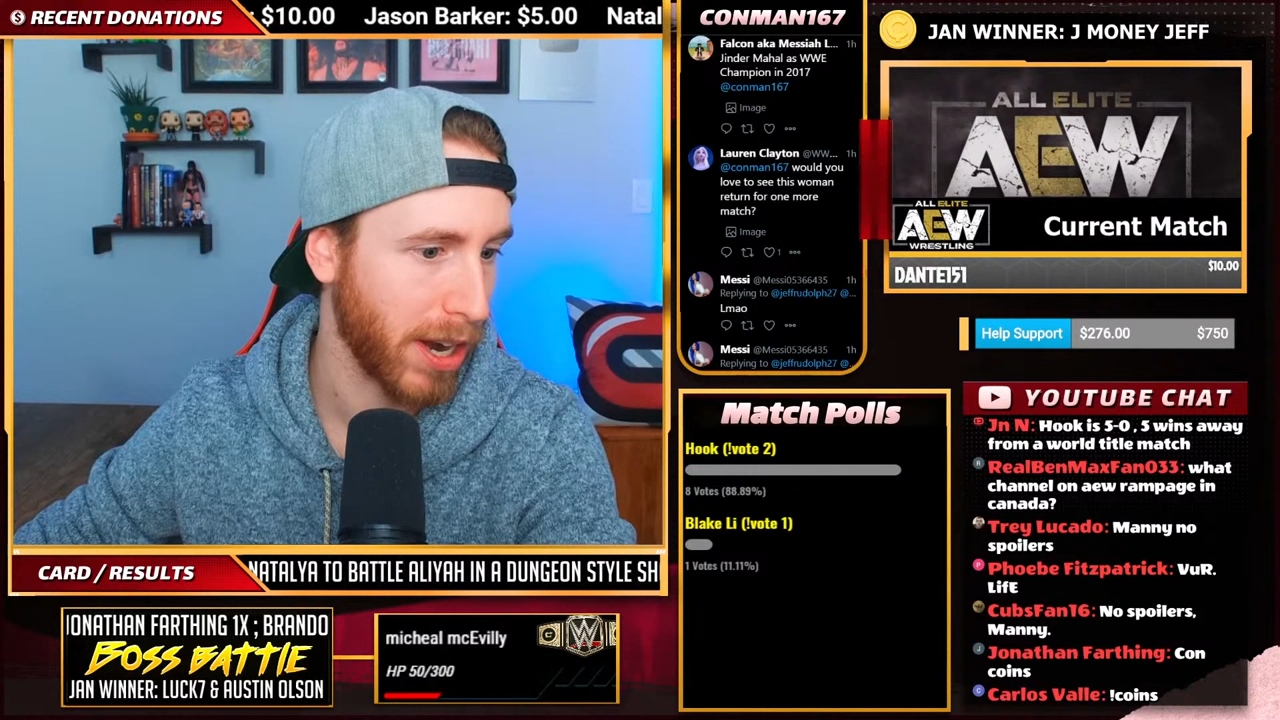 RECENT DONATIONS
: $10.00 Jason Barker: $5.00 Natal
CONMAN167
Falcon aka Messiah L... 1h
Jinder Mahal as WWE
Champion in 2017
@conman167
Image
Lauren Clayton @WW... 1h
@conman167 would you
love to see this woman
return for one more
match?
Image
1
Messi @Messi05366435 1h
Replying to @jeffrudolph27 @...
Lmao
Messi @Messi05366435 1h
Replying to @jeffrudolph27 @...
JAN WINNER: J MONEY JEFF
ALL ELITE
AEW
ALL ELITE
AEW
WRESTLING
Current Match
DANTE151
$10.00
Help Support
$276.00
$750
Match Polls
Hook (!vote 2)
8 Votes (88.89%)
Blake Li (!vote 1)
1 Votes (11.11%)
YOUTUBE CHAT
Jn N: Hook is 5-0 , 5 wins away
from a world title match
RealBenMaxFan033: what
channel on aew rampage in
canada?
Trey Lucado: Manny no
spoilers
Phoebe Fitzpatrick: VuR.
LifE
CubsFan16: No spoilers,
Manny.
Jonathan Farthing: Con
coins
Carlos Valle: !coins
CARD / RESULTS
NATALYA TO BATTLE ALIYAH IN A DUNGEON STYLE SH
JONATHAN FARTHING 1X ; BRANDO
BOSS BATTLE
JAN WINNER: LUCK7 & AUSTIN OLSON
micheal mcEvilly
HP 50/300